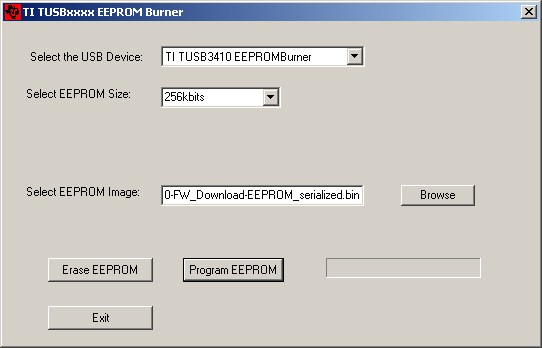 TI TUSBxxxx EEPROM Burner
Select the USB Device: TI TUSB3410 EEPROMBurner
Select EEPROM Size: 256kbits
Select EEPROM Image: 0-FW_Download-EEPROM_serialized.bin Browse
Erase EEPROM Program EEPROM
Exit